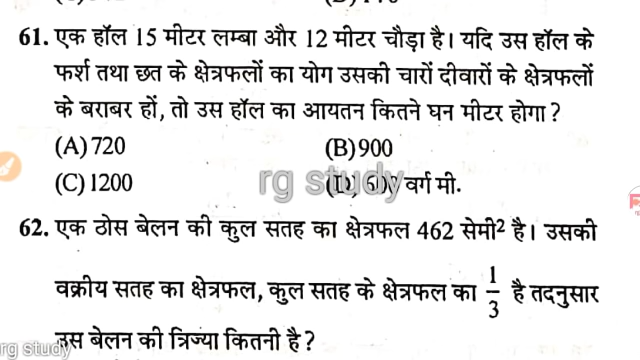 61. एक हॉल 15 मीटर लम्बा और 12 मीटर चौड़ा है। यदि उस हॉल के
फर्श तथा छत के क्षेत्रफलों का योग उसकी चारों दीवारों के क्षेत्रफलों
के बराबर हों, तो उस हॉल का आयतन कितने घन मीटर होगा?
(A) 720 (B) 900
(C) 1200 (D) 600 वर्ग मी.
rg study
62. एक ठोस बेलन की कुल सतह का क्षेत्रफल 462 सेमी² है। उसकी
वक्रीय सतह का क्षेत्रफल, कुल सतह के क्षेत्रफल का 1/3 है तदनुसार
उस बेलन की त्रिज्या कितनी है?
rg study